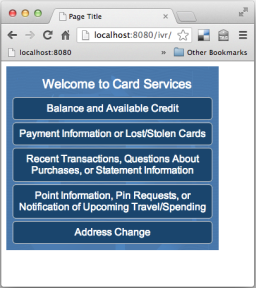 Page Title
localhost:8080/ivr/
localhost:8080
» Other Bookmarks
Welcome to Card Services
Balance and Available Credit
Payment Information or Lost/Stolen Cards
Recent Transactions, Questions About
Purchases, or Statement Information
Point Information, Pin Requests, or
Notification of Upcoming Travel/Spending
Address Change